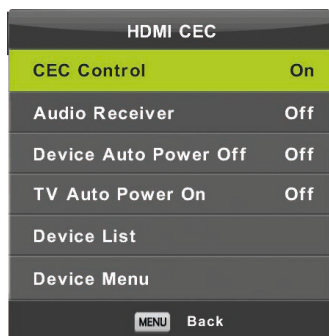 HDMI CEC
CEC Control On
Audio Receiver Off
Device Auto Power Off Off
TV Auto Power On Off
Device List
Device Menu
MENU Back